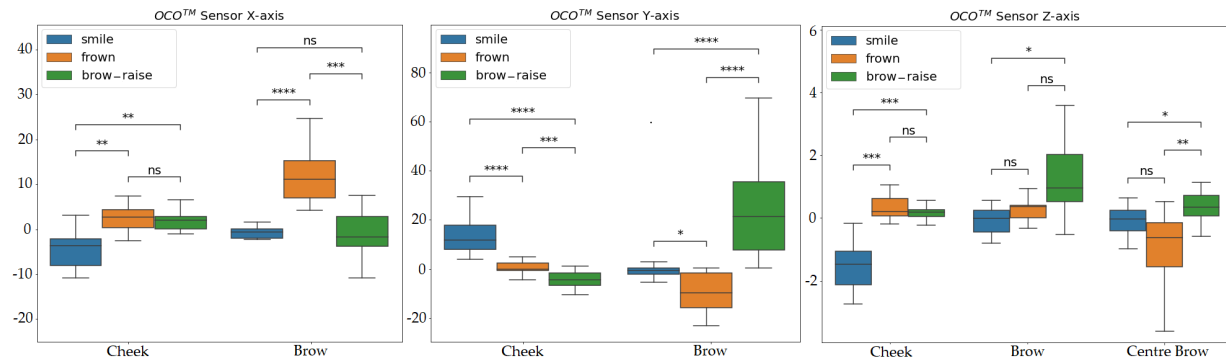 OCO™ Sensor X-axis
smile
frown
brow−raise
40
30
20
10
0
-10
-20
ns
***
****
**
**
ns
Cheek
Brow
OCO™ Sensor Y-axis
smile
frown
brow−raise
80
60
40
20
0
-20
****
****
****
***
****
*
Cheek
Brow
OCO™ Sensor Z-axis
smile
frown
brow−raise
6
4
2
0
-2
*
ns
***
ns
***
ns
*
**
ns
Cheek
Brow
Centre Brow